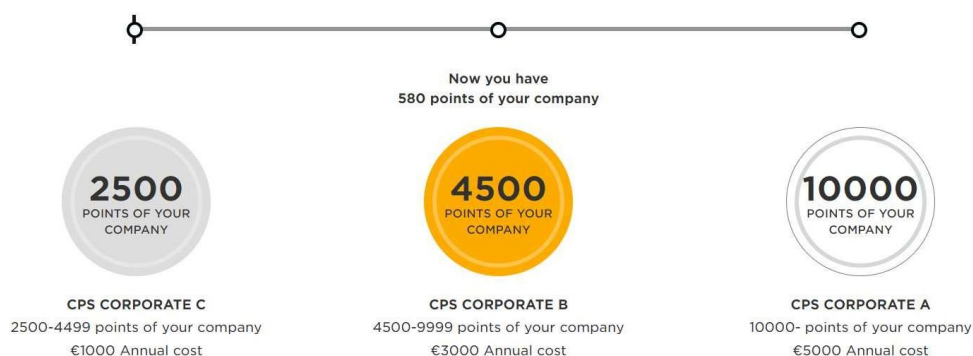 Now you have
580 points of your company
2500
POINTS OF YOUR
COMPANY
4500
POINTS OF YOUR
COMPANY
10000
POINTS OF YOUR
COMPANY
CPS CORPORATE C
2500-4499 points of your company
€1000 Annual cost
CPS CORPORATE B
4500-9999 points of your company
€3000 Annual cost
CPS CORPORATE A
10000- points of your company
€5000 Annual cost